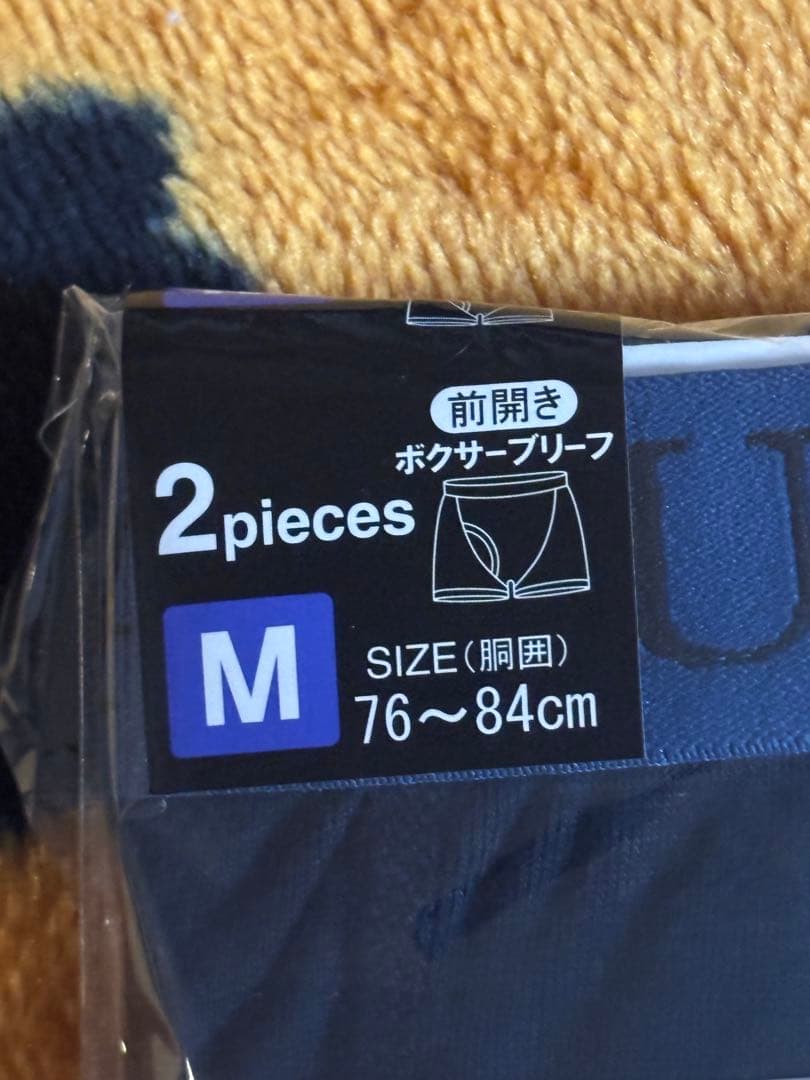 前開き
ボクサーブリーフ
2pieces
M
SIZE(胴囲)
76～84cm
U